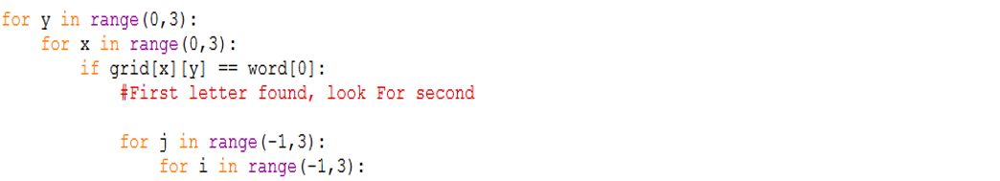 for y in range(0,3):
    for x in range(0,3):
        if grid[x][y] == word[0]:
            #First letter found, look For second
            for j in range(-1,3):
                for i in range(-1,3):